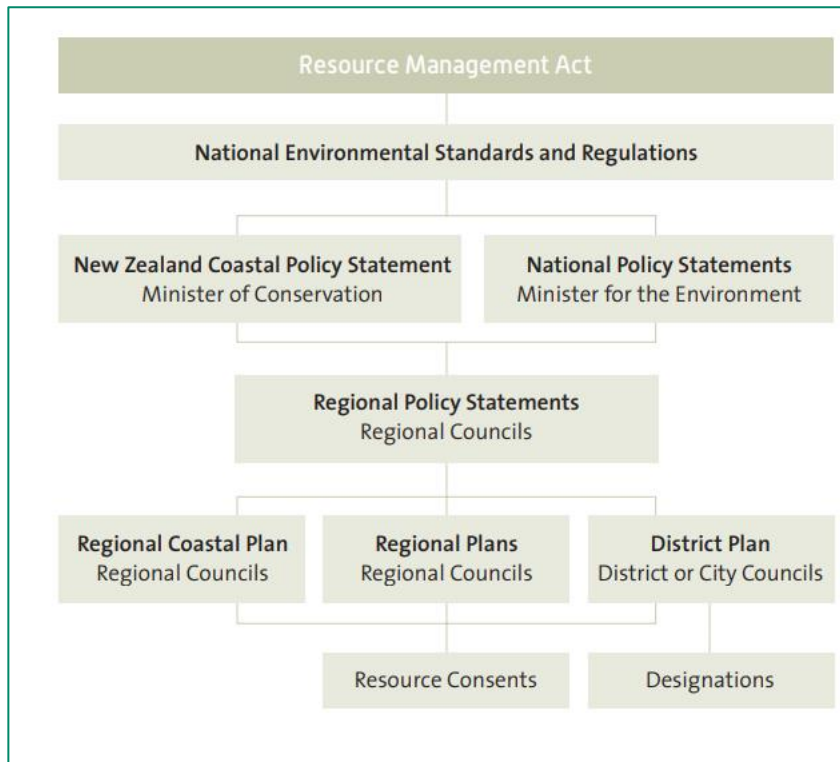 Resource Management Act
National Environmental Standards and Regulations
New Zealand Coastal Policy Statement
Minister of Conservation
National Policy Statements
Minister for the Environment
Regional Policy Statements
Regional Councils
Regional Coastal Plan
Regional Councils
Regional Plans
Regional Councils
District Plan
District or City Councils
Resource Consents
Designations